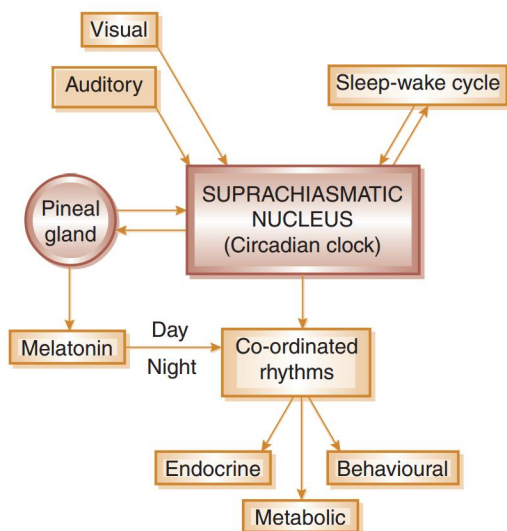 Visual
Auditory
Sleep-wake cycle
SUPRACHIASMATIC
NUCLEUS
(Circadian clock)
Pineal
gland
Melatonin
Day
Night
Co-ordinated
rhythms
Endocrine
Behavioural
Metabolic